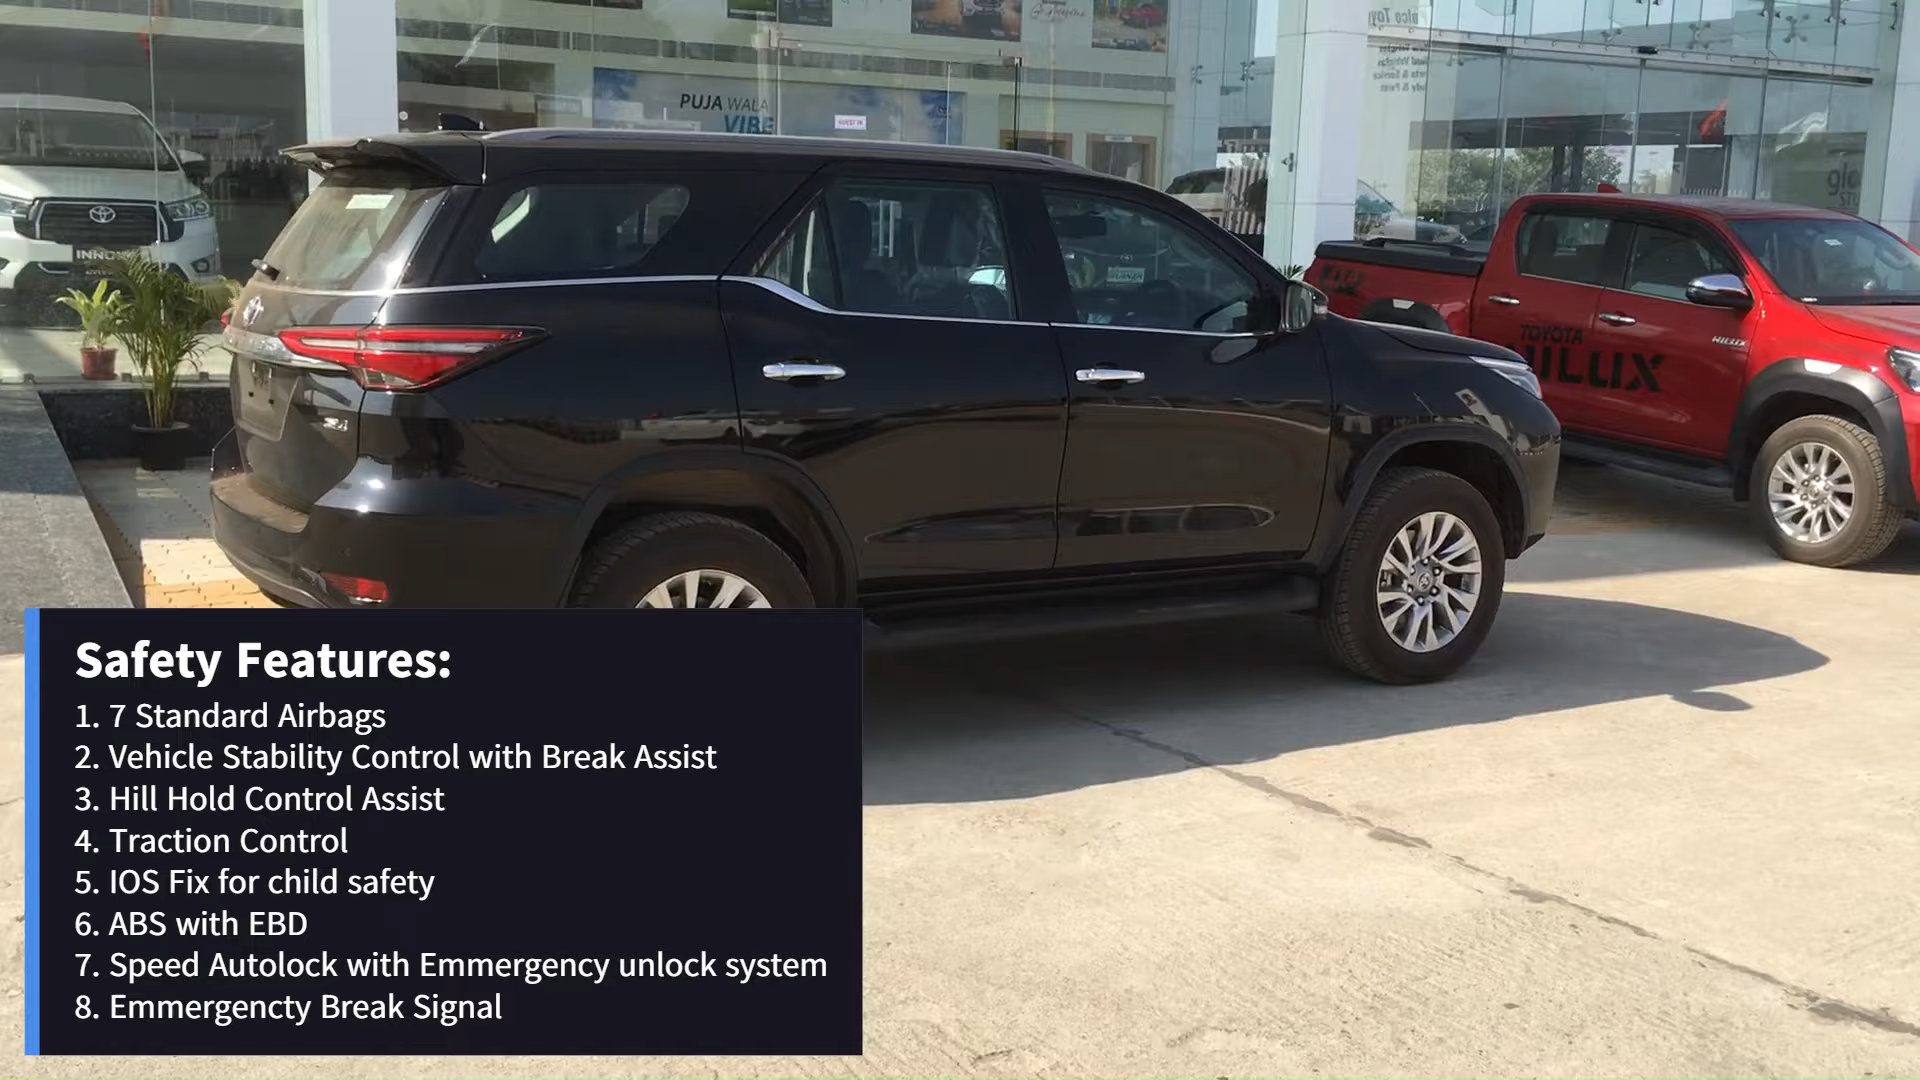 PUJA WALA
VIBE
INNOV
TOYOTA
HILUX
HILUX
Safety Features:
1. 7 Standard Airbags
2. Vehicle Stability Control with Break Assist
3. Hill Hold Control Assist
4. Traction Control
5. IOS Fix for child safety
6. ABS with EBD
7. Speed Autolock with Emmergency unlock system
8. Emmergencty Break Signal